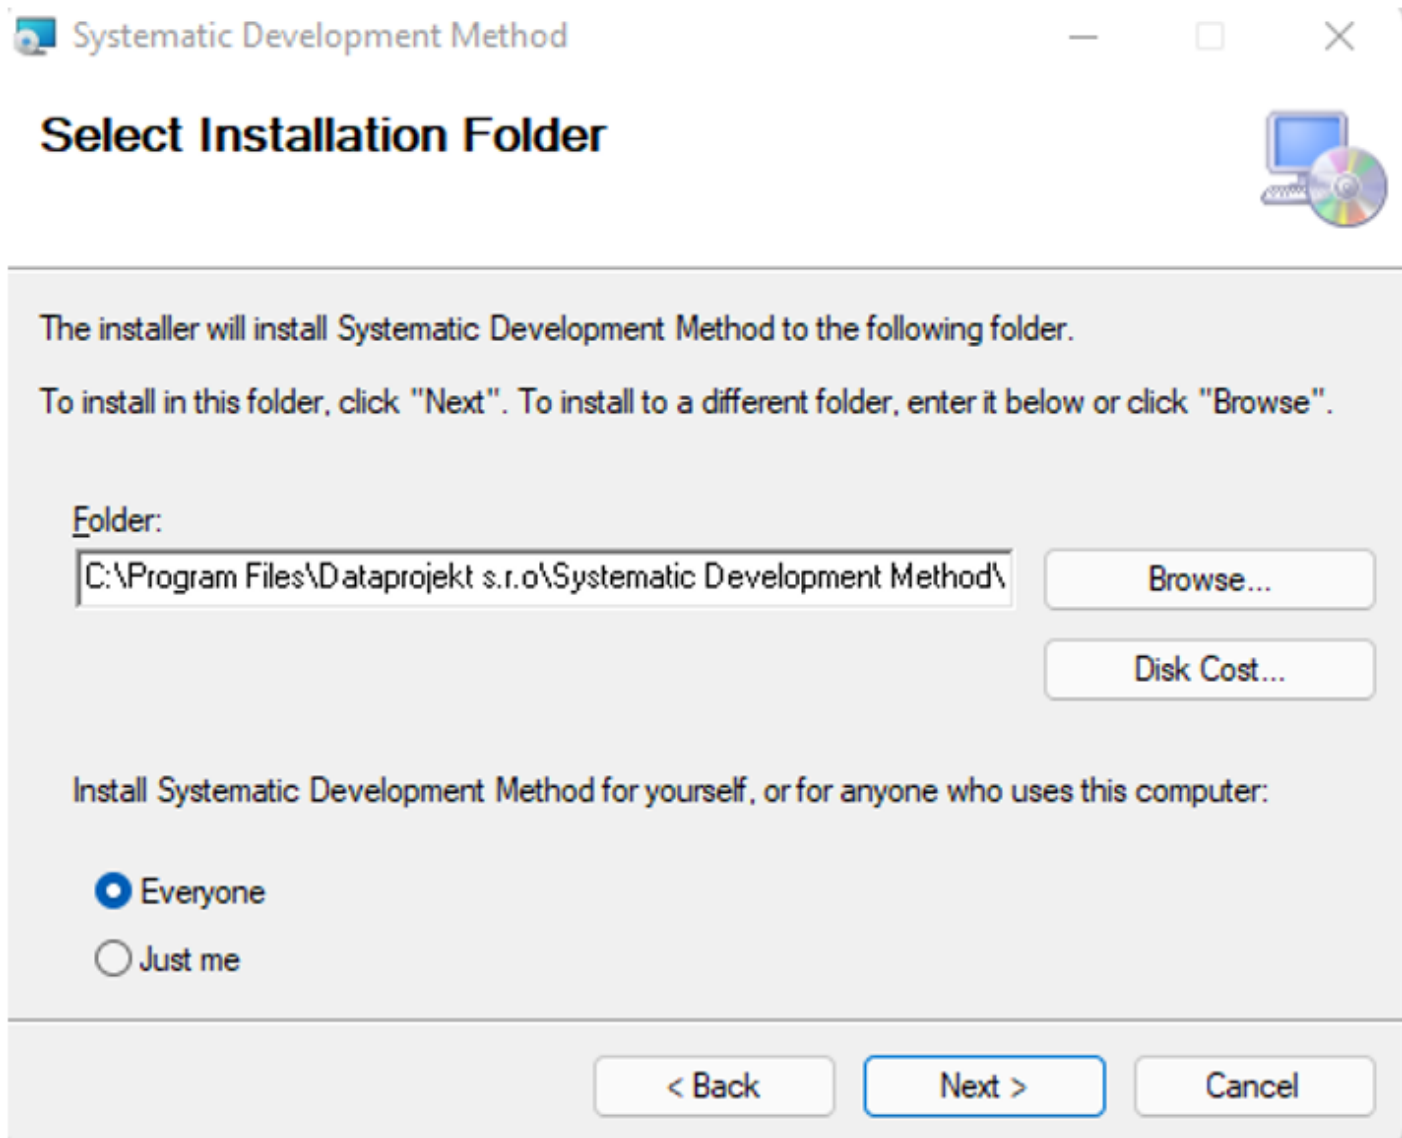 Systematic Development Method
Select Installation Folder
The installer will install Systematic Development Method to the following folder.
To install in this folder, click "Next". To install to a different folder, enter it below or click "Browse".
Folder:
C:\Program Files\Dataprojekt s.r.o\Systematic Development Method\
Browse...
Disk Cost...
Install Systematic Development Method for yourself, or for anyone who uses this computer:
Everyone
Just me
< Back
Next >
Cancel